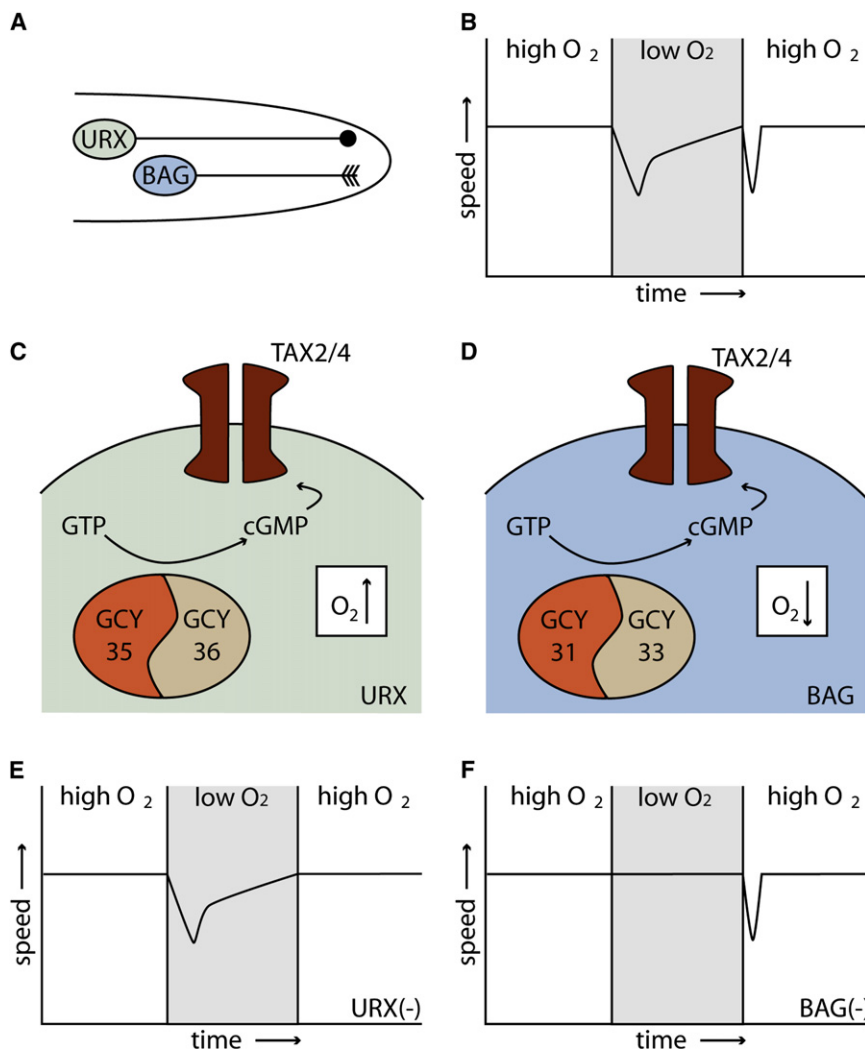 A
URX
BAG
B
high O2
low O2
high O2
speed
time
C
TAX2/4
GTP
cGMP
GCY
35
GCY
36
O2
URX
D
TAX2/4
GTP
cGMP
GCY
31
GCY
33
O2
BAG
E
high O2
low O2
high O2
speed
time
URX(-)
F
high O2
low O2
high O2
speed
time
BAG(-)